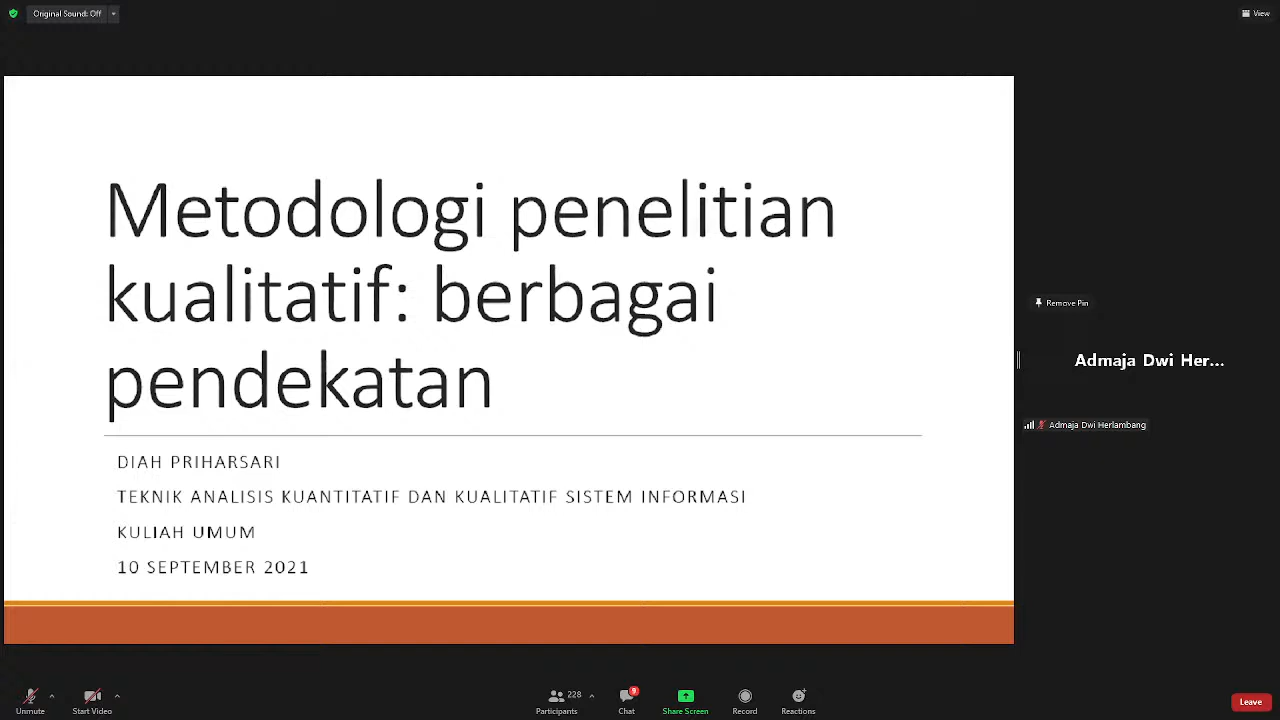 Original Sound: Off
View
Metodologi penelitian
kualitatif: berbagai
pendekatan
DIAH PRIHARSARI
TEKNIK ANALISIS KUANTITATIF DAN KUALITATIF SISTEM INFORMASI
KULIAH UMUM
10 SEPTEMBER 2021
Remove Pin
Admaja Dwi Her...
Admaja Dwi Herlambang
Unmute
Start Video
228
Participants
9
Chat
Share Screen
Record
Reactions
Leave